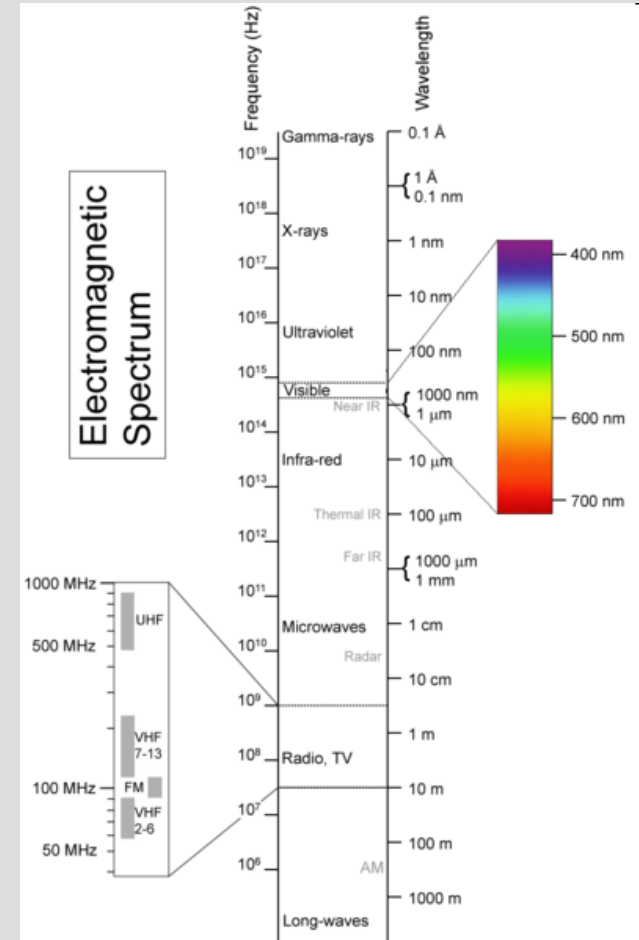 Frequency (Hz)
Wavelength
Electromagnetic
Spectrum
Gamma-rays
0.1 Å
10¹⁹
1 Å
0.1 nm
10¹⁸
X-rays
1 nm
10¹⁷
10 nm
10¹⁶
Ultraviolet
100 nm
10¹⁵
Visible
Near IR
1000 nm
1 µm
10¹⁴
Infra-red
10 µm
10¹³
Thermal IR
100 µm
10¹²
Far IR
1000 µm
1 mm
10¹¹
Microwaves
1 cm
10¹⁰
Radar
10 cm
10⁹
1 m
10⁸
Radio, TV
10 m
10⁷
100 m
10⁶
AM
1000 m
Long-waves
400 nm
500 nm
600 nm
700 nm
1000 MHz
UHF
500 MHz
VHF
7-13
FM
100 MHz
VHF
2-6
50 MHz